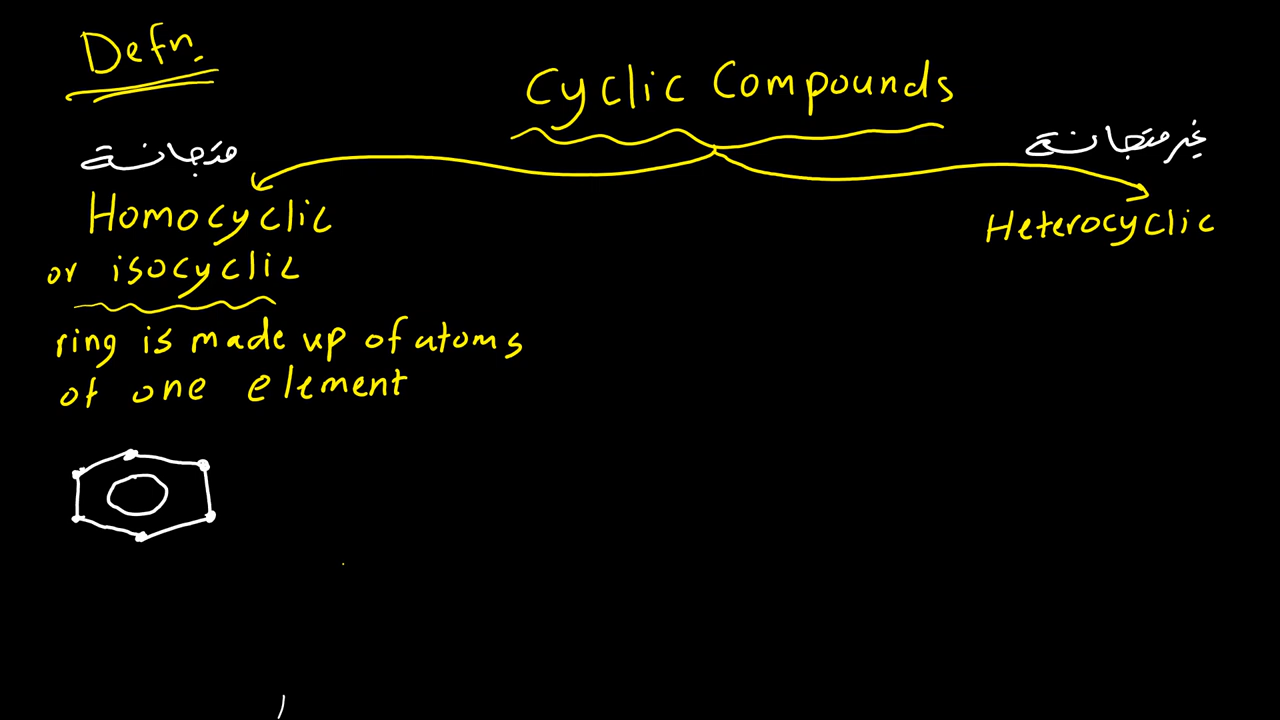 Defn.
Cyclic Compounds
متجانسة
غير متجانسة
Homocyclic
Heterocyclic
or isocyclic
ring is made up of atoms
of one element